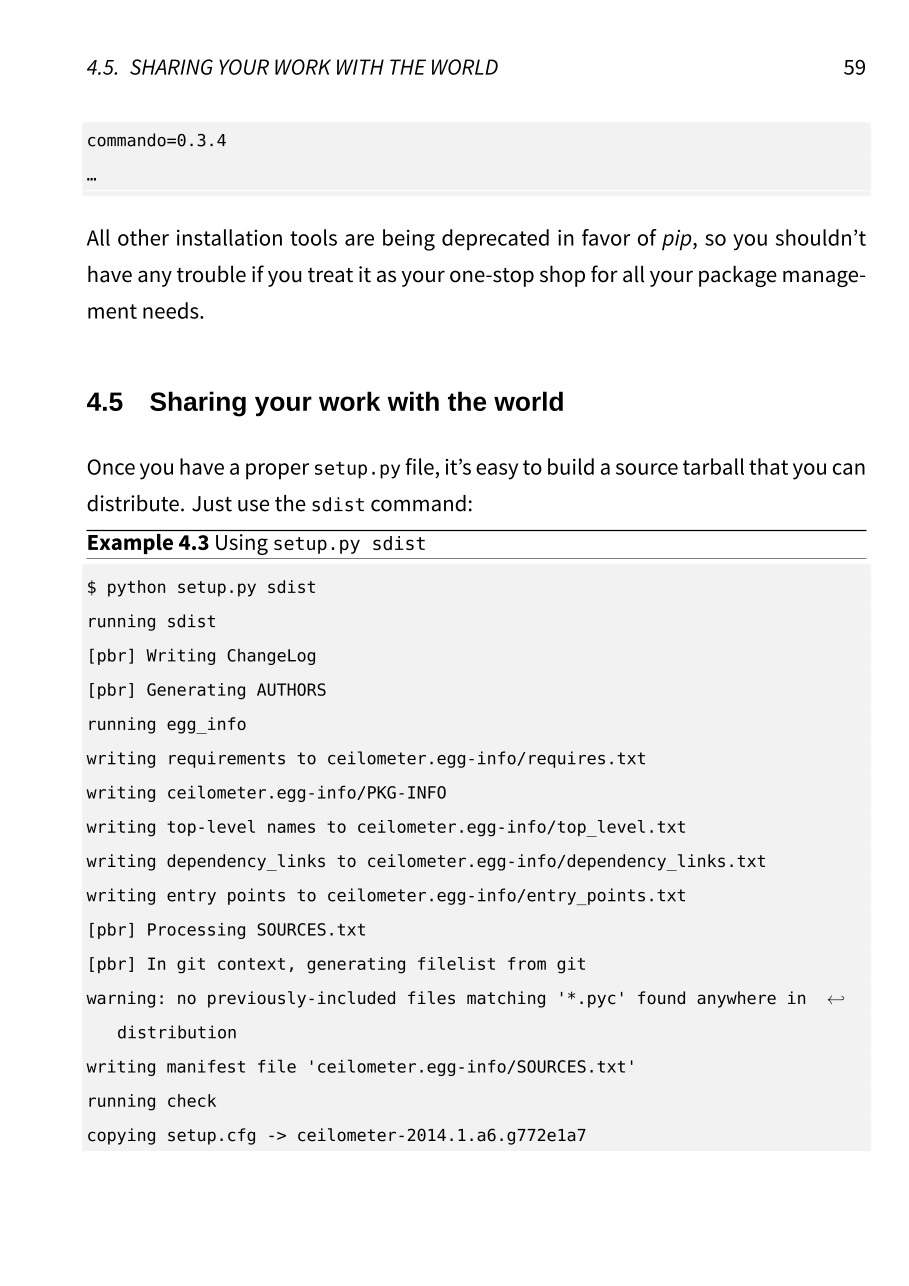 4.5. SHARING YOUR WORK WITH THE WORLD 59
commando=0.3.4
…
All other installation tools are being deprecated in favor of pip, so you shouldn’t
have any trouble if you treat it as your one-stop shop for all your package manage-
ment needs.
4.5 Sharing your work with the world
Once you have a proper setup.py file, it’s easy to build a source tarball that you can
distribute. Just use the sdist command:
Example 4.3 Using setup.py sdist
$ python setup.py sdist
running sdist
[pbr] Writing ChangeLog
[pbr] Generating AUTHORS
running egg_info
writing requirements to ceilometer.egg-info/requires.txt
writing ceilometer.egg-info/PKG-INFO
writing top-level names to ceilometer.egg-info/top_level.txt
writing dependency_links to ceilometer.egg-info/dependency_links.txt
writing entry points to ceilometer.egg-info/entry_points.txt
[pbr] Processing SOURCES.txt
[pbr] In git context, generating filelist from git
warning: no previously-included files matching '*.pyc' found anywhere in ↩
distribution
writing manifest file 'ceilometer.egg-info/SOURCES.txt'
running check
copying setup.cfg -> ceilometer-2014.1.a6.g772e1a7